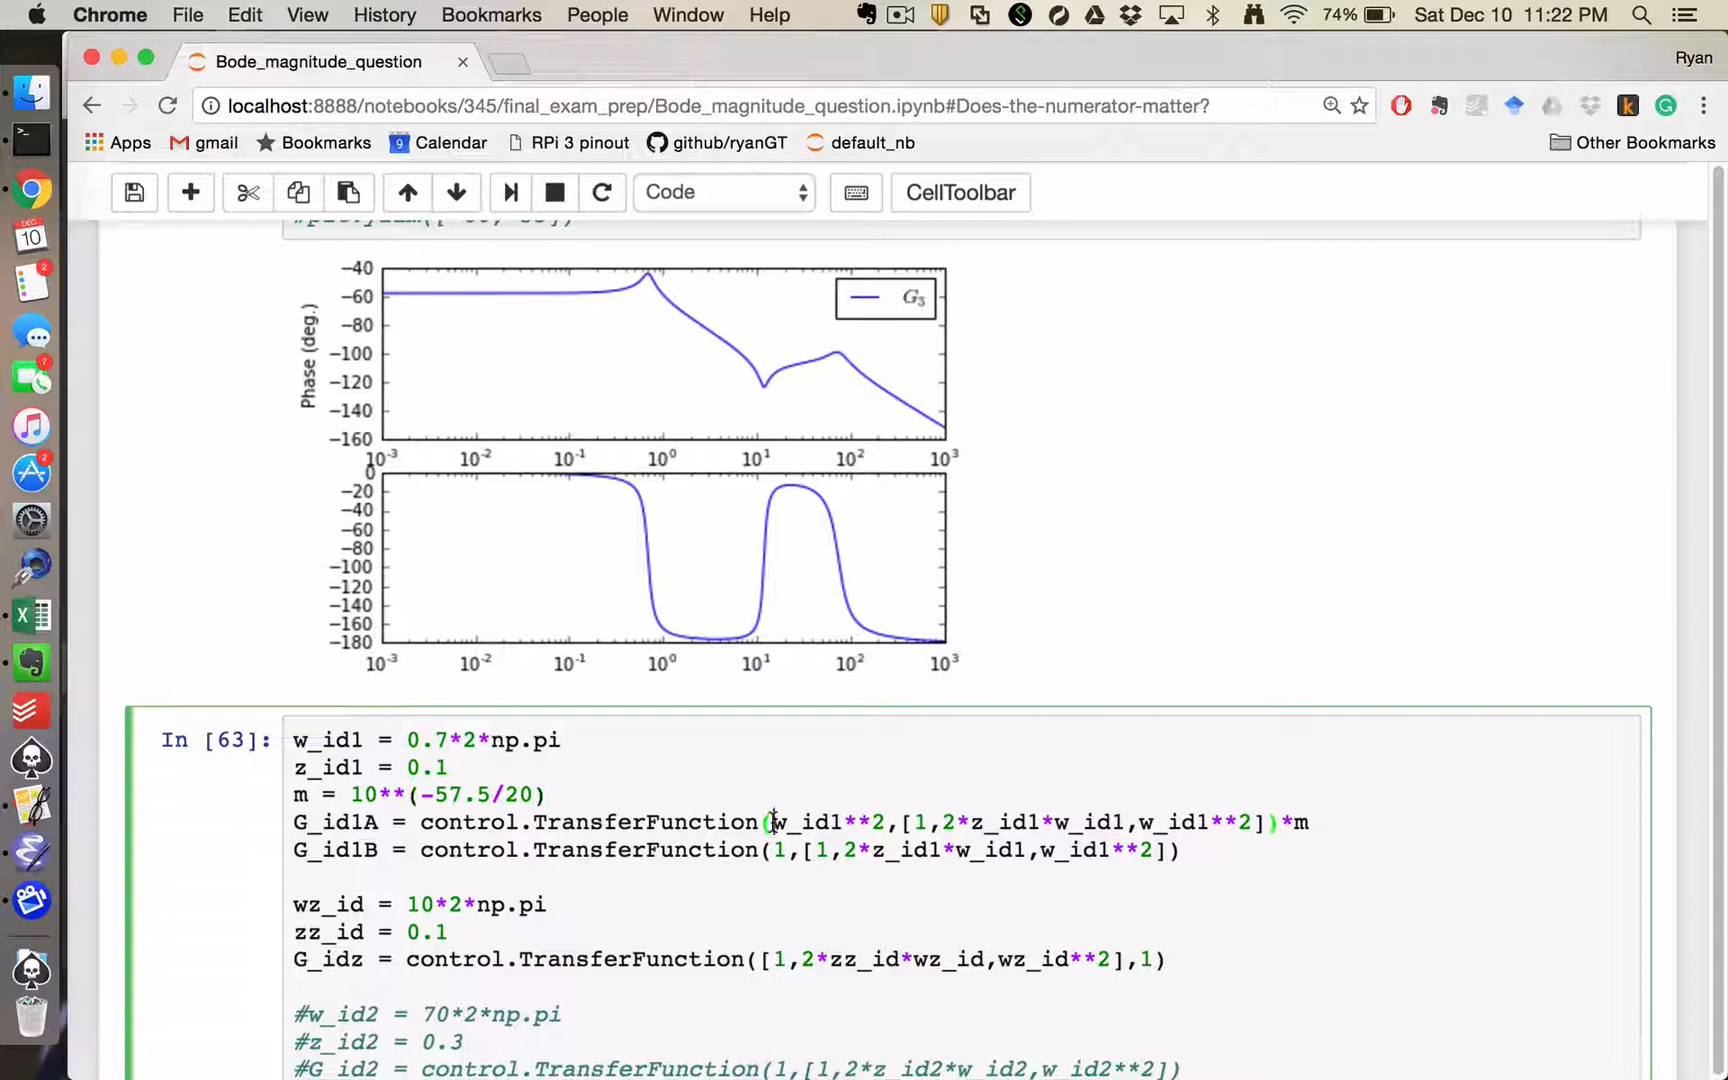 Chrome File Edit View History Bookmarks People Window Help 74% Sat Dec 10 11:22 PM
Bode_magnitude_question
Ryan
localhost:8888/notebooks/345/final_exam_prep/Bode_magnitude_question.ipynb#Does-the-numerator-matter?
Apps gmail Bookmarks 9 Calendar RPi 3 pinout github/ryanGT default_nb Other Bookmarks
Code CellToolbar
DEC
10
2
7
2
−40
−60
−80
−100
−120
−140
−160
Phase (deg.)
G₃
10⁻³ 10⁻² 10⁻¹ 10⁰ 10¹ 10² 10³
0
−20
−40
−60
−80
−100
−120
−140
−160
−180
10⁻³ 10⁻² 10⁻¹ 10⁰ 10¹ 10² 10³
In [63]: w_id1 = 0.7*2*np.pi
z_id1 = 0.1
m = 10**(-57.5/20)
G_id1A = control.TransferFunction(w_id1**2,[1,2*z_id1*w_id1,w_id1**2])*m
G_id1B = control.TransferFunction(1,[1,2*z_id1*w_id1,w_id1**2])
wz_id = 10*2*np.pi
zz_id = 0.1
G_idz = control.TransferFunction([1,2*zz_id*wz_id,wz_id**2],1)
#w_id2 = 70*2*np.pi
#z_id2 = 0.3
#G_id2 = control.TransferFunction(1,[1,2*z_id2*w_id2,w_id2**2])